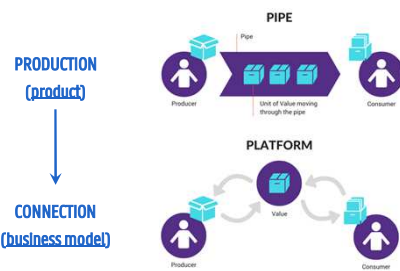 PIPE
Pipe
PRODUCTION
(product)
Producer
Unit of Value moving
through the pipe
Consumer
PLATFORM
CONNECTION
(business model)
Value
Producer
Consumer